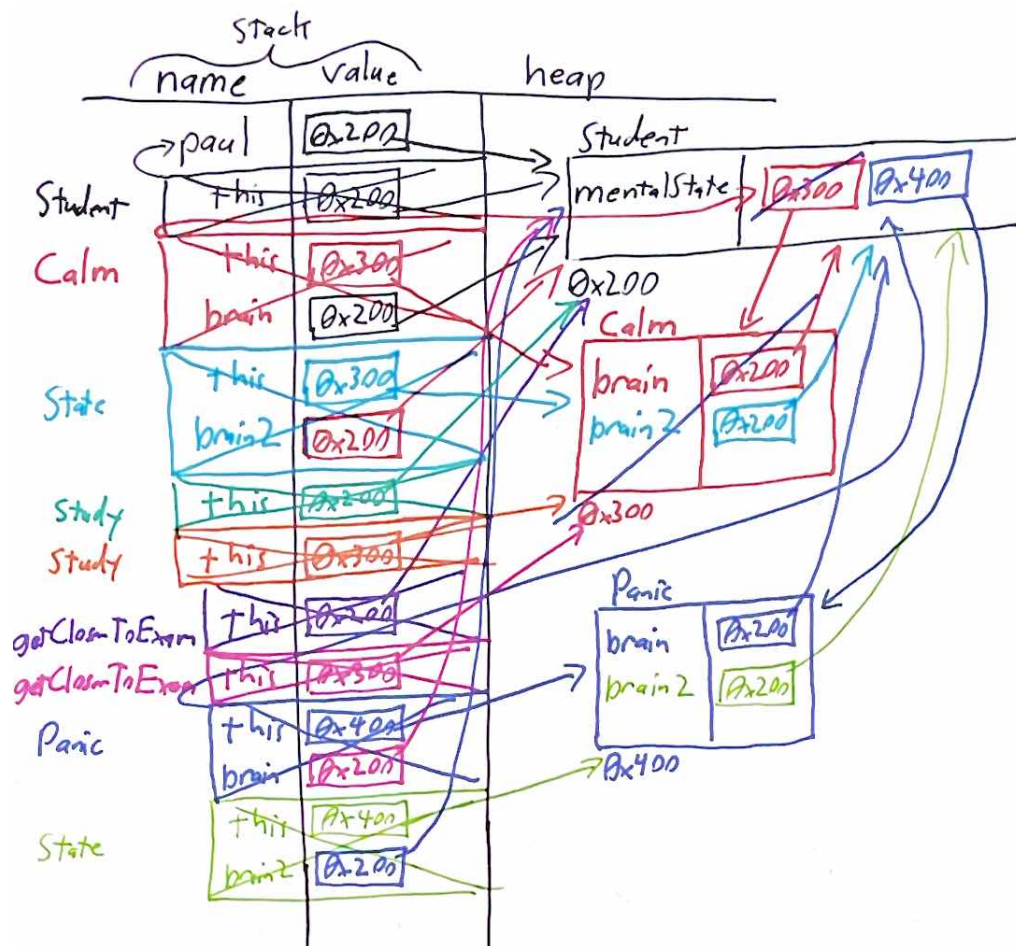 Stack
name value heap
paul 0x200
Student
Student this 0x200
mentalState 0x300 0x400
Calm this 0x300
brain 0x200
0x200
Calm
State this 0x300
brain2 0x200
brain 0x200
brain2 0x200
0x300
study this 0x200
study this 0x300
getCloserToExam this 0x200
getCloserToExam this 0x300
Panic
brain 0x200
brain2 0x200
0x400
Panic this 0x400
brain 0x200
State this 0x400
brain2 0x200